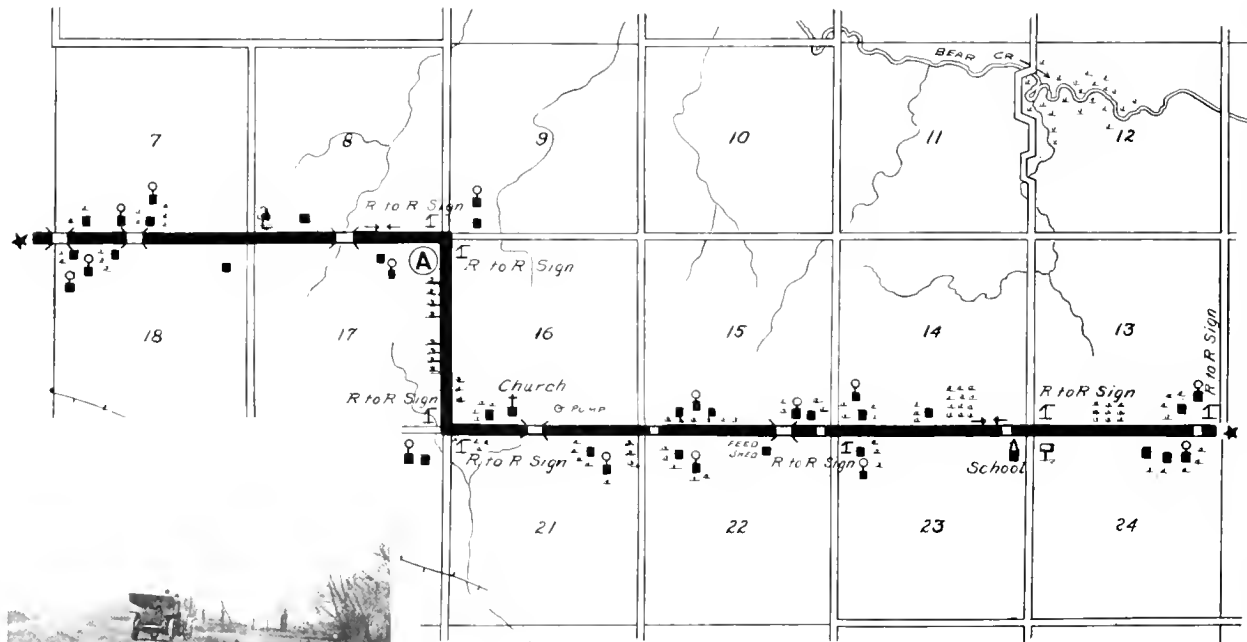 BEAR CR
7
8
9
10
11
12
R to R Sign
A
R to R Sign
18
17
16
15
14
13
R to R Sign
R to R Sign
Church
PUMP
R to R Sign
R to R Sign
FEED
SHED
R to R Sign
School
21
22
23
24